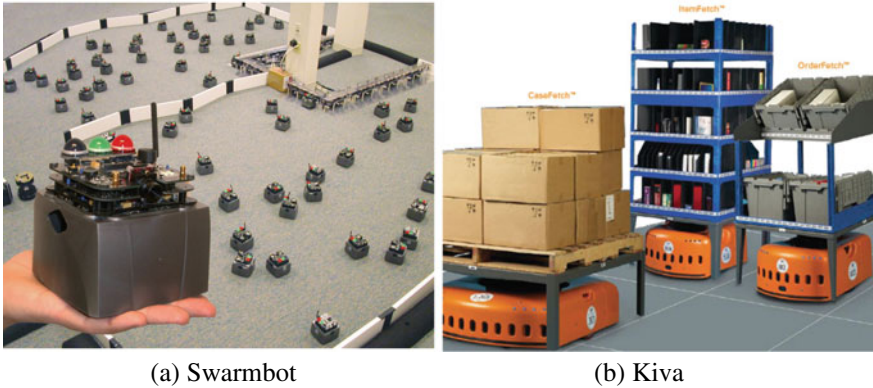 ItemFetch™
OrderFetch™
CaseFetch™
(a) Swarmbot
(b) Kiva